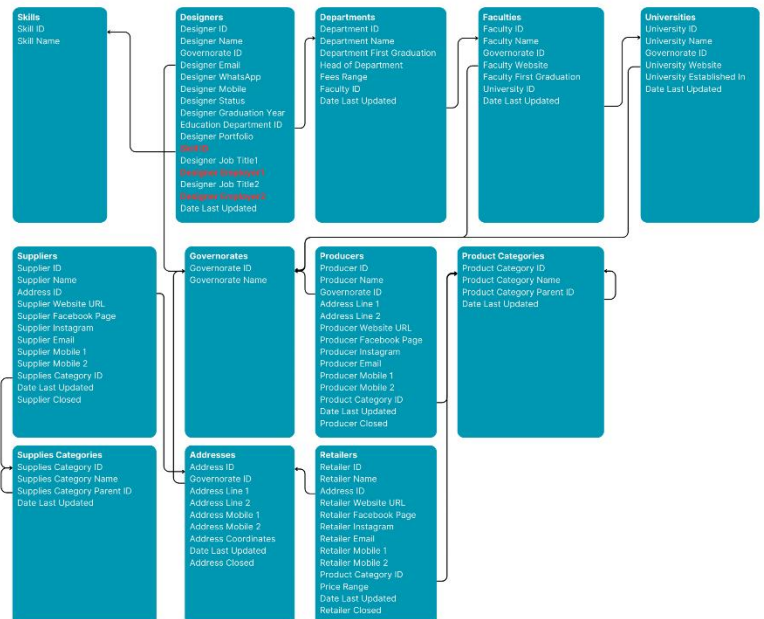 Skills
Skill ID
Skill Name
Designers
Designer ID
Designer Name
Governorate ID
Designer Email
Designer WhatsApp
Designer Mobile
Designer Status
Designer Graduation Year
Education Department ID
Designer Portfolio
Skill ID
Designer Job Title1
Designer Employer1
Designer Job Title2
Designer Employer2
Date Last Updated
Departments
Department ID
Department Name
Department First Graduation
Head of Department
Fees Range
Faculty ID
Date Last Updated
Faculties
Faculty ID
Faculty Name
Governorate ID
Faculty Website
Faculty First Graduation
University ID
Date Last Updated
Universities
University ID
University Name
Governorate ID
University Website
University Established In
Date Last Updated
Suppliers
Supplier ID
Supplier Name
Address ID
Supplier Website URL
Supplier Facebook Page
Supplier Instagram
Supplier Email
Supplier Mobile 1
Supplier Mobile 2
Supplies Category ID
Date Last Updated
Supplier Closed
Governorates
Governorate ID
Governorate Name
Producers
Producer ID
Producer Name
Governorate ID
Address Line 1
Address Line 2
Producer Website URL
Producer Facebook Page
Producer Instagram
Producer Email
Producer Mobile 1
Producer Mobile 2
Product Category ID
Date Last Updated
Producer Closed
Product Categories
Product Category ID
Product Category Name
Product Category Parent ID
Date Last Updated
Supplies Categories
Supplies Category ID
Supplies Category Name
Supplies Category Parent ID
Date Last Updated
Addresses
Address ID
Governorate ID
Address Line 1
Address Line 2
Address Mobile 1
Address Mobile 2
Address Coordinates
Date Last Updated
Address Closed
Retailers
Retailer ID
Retailer Name
Address ID
Retailer Website URL
Retailer Facebook Page
Retailer Instagram
Retailer Email
Retailer Mobile 1
Retailer Mobile 2
Product Category ID
Price Range
Date Last Updated
Retailer Closed